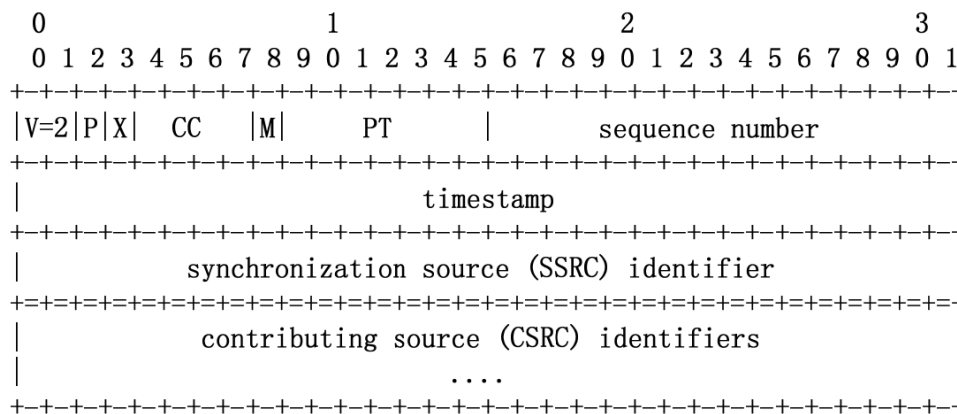 0                   1                   2                   3
0 1 2 3 4 5 6 7 8 9 0 1 2 3 4 5 6 7 8 9 0 1 2 3 4 5 6 7 8 9 0 1
+-+-+-+-+-+-+-+-+-+-+-+-+-+-+-+-+-+-+-+-+-+-+-+-+-+-+-+-+-+-+-+-
|V=2|P|X|  CC   |M|     PT      |       sequence number
+-+-+-+-+-+-+-+-+-+-+-+-+-+-+-+-+-+-+-+-+-+-+-+-+-+-+-+-+-+-+-+-
|                           timestamp
+-+-+-+-+-+-+-+-+-+-+-+-+-+-+-+-+-+-+-+-+-+-+-+-+-+-+-+-+-+-+-+-
|           synchronization source (SSRC) identifier
+=+=+=+=+=+=+=+=+=+=+=+=+=+=+=+=+=+=+=+=+=+=+=+=+=+=+=+=+=+=+=+=
|            contributing source (CSRC) identifiers
|                             ....
+-+-+-+-+-+-+-+-+-+-+-+-+-+-+-+-+-+-+-+-+-+-+-+-+-+-+-+-+-+-+-+-